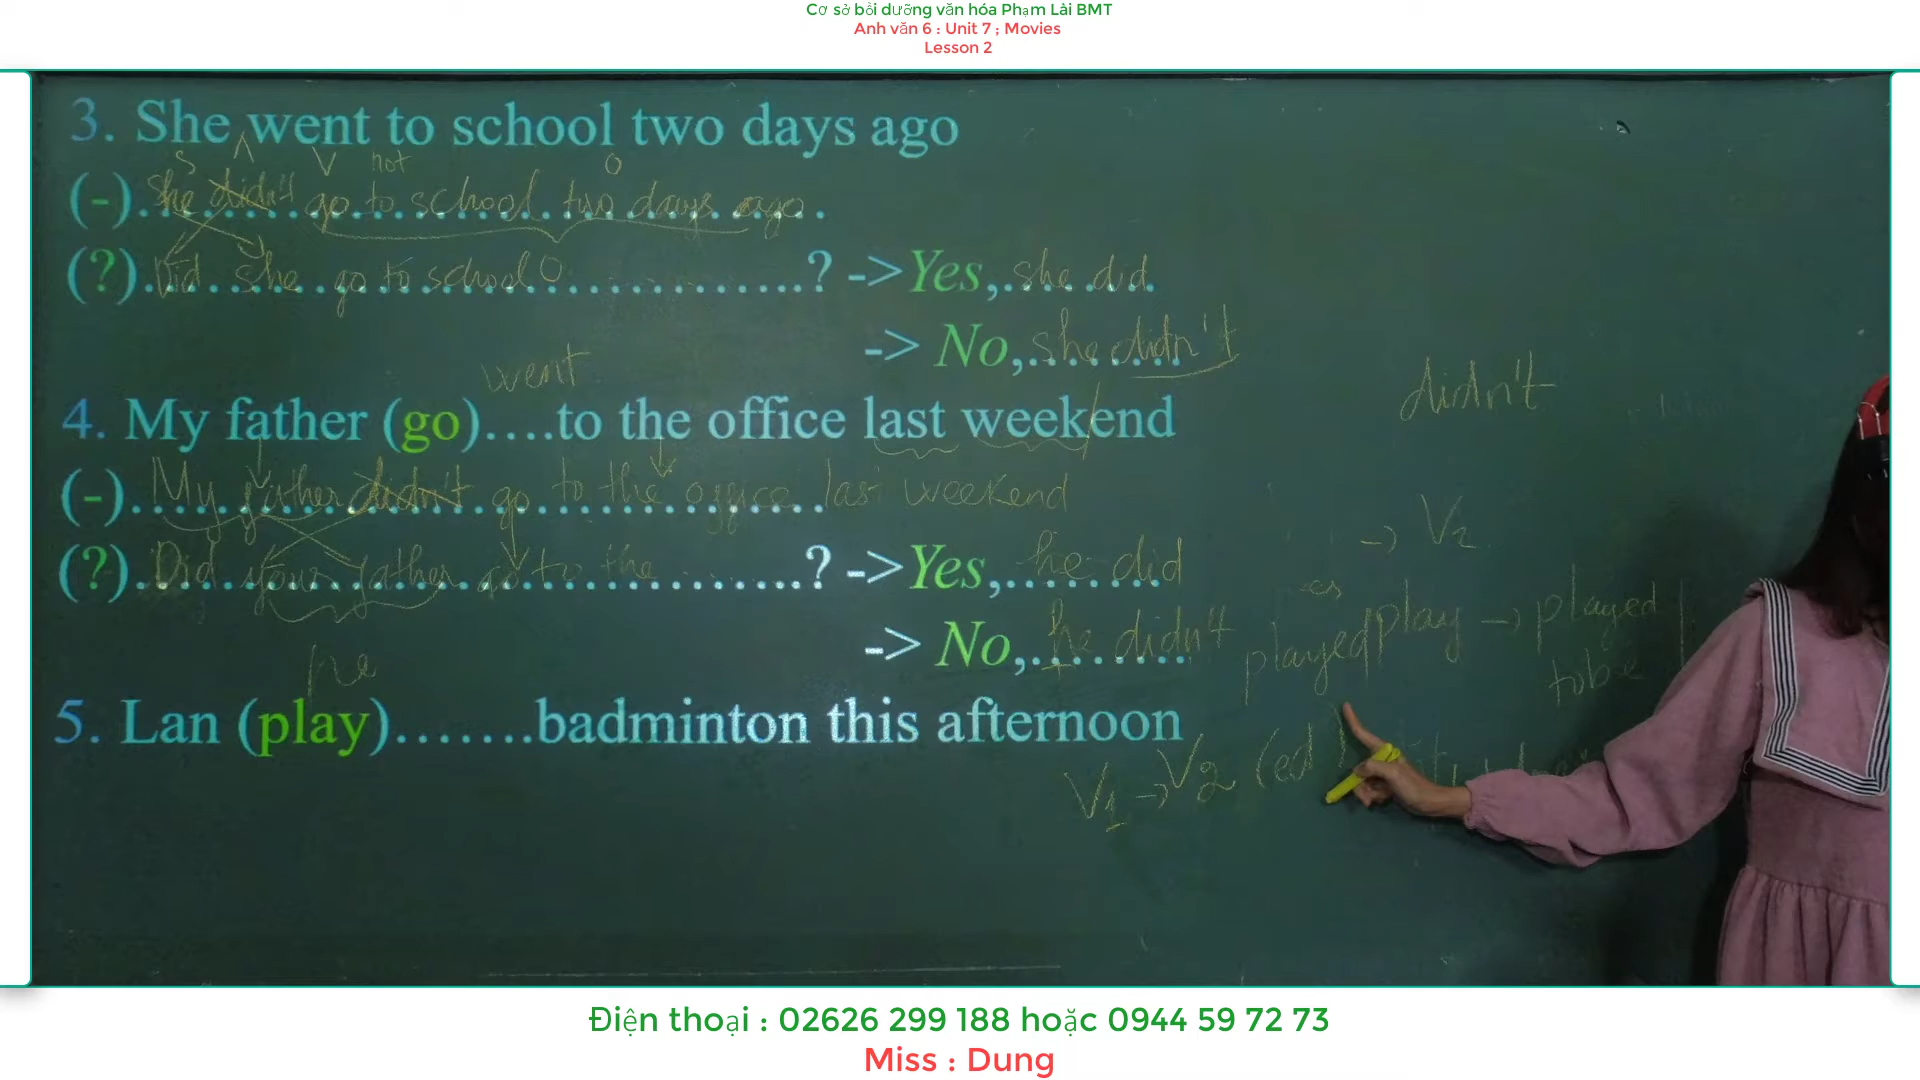 Cơ sở bồi dưỡng văn hóa Phạm Lài BMT
Anh văn 6 : Unit 7 ; Movies
Lesson 2
3. She went to school two days ago
S V not O
(-). She didn't go to school two days ago.
(?). Did she go to school O ? -> Yes, she did
-> No, she didn't
went
didn't
4. My father (go)....to the office last weekend
(-). My father didn't go to the office last weekend
-> V2
(?). Did your father go to the ? -> Yes, he did
-> No, he didn't
played play -> played
to be
5. Lan (play).......badminton this afternoon
V1 -> V2 (ed
Điện thoại : 02626 299 188 hoặc 0944 59 72 73
Miss : Dung